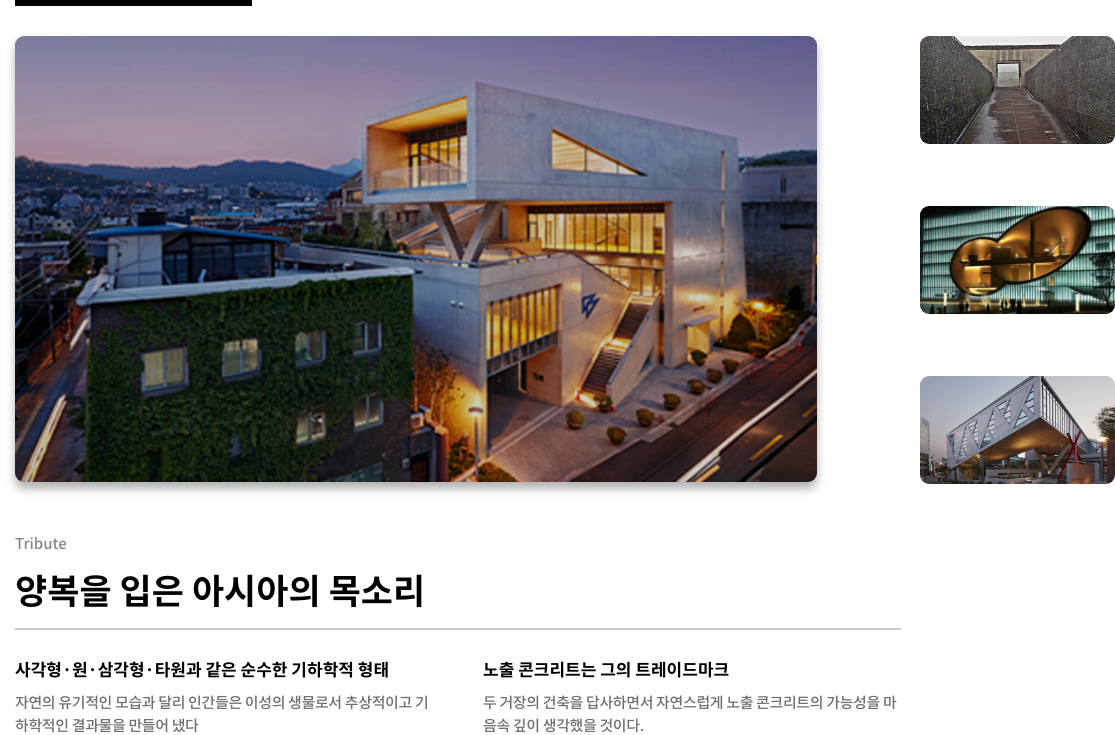 Tribute
양복을 입은 아시아의 목소리
사각형·원·삼각형·타원과 같은 순수한 기하학적 형태
자연의 유기적인 모습과 달리 인간들은 이성의 생물로서 추상적이고 기
하학적인 결과물을 만들어 냈다
노출 콘크리트는 그의 트레이드마크
두 거장의 건축을 답사하면서 자연스럽게 노출 콘크리트의 가능성을 마
음속 깊이 생각했을 것이다.